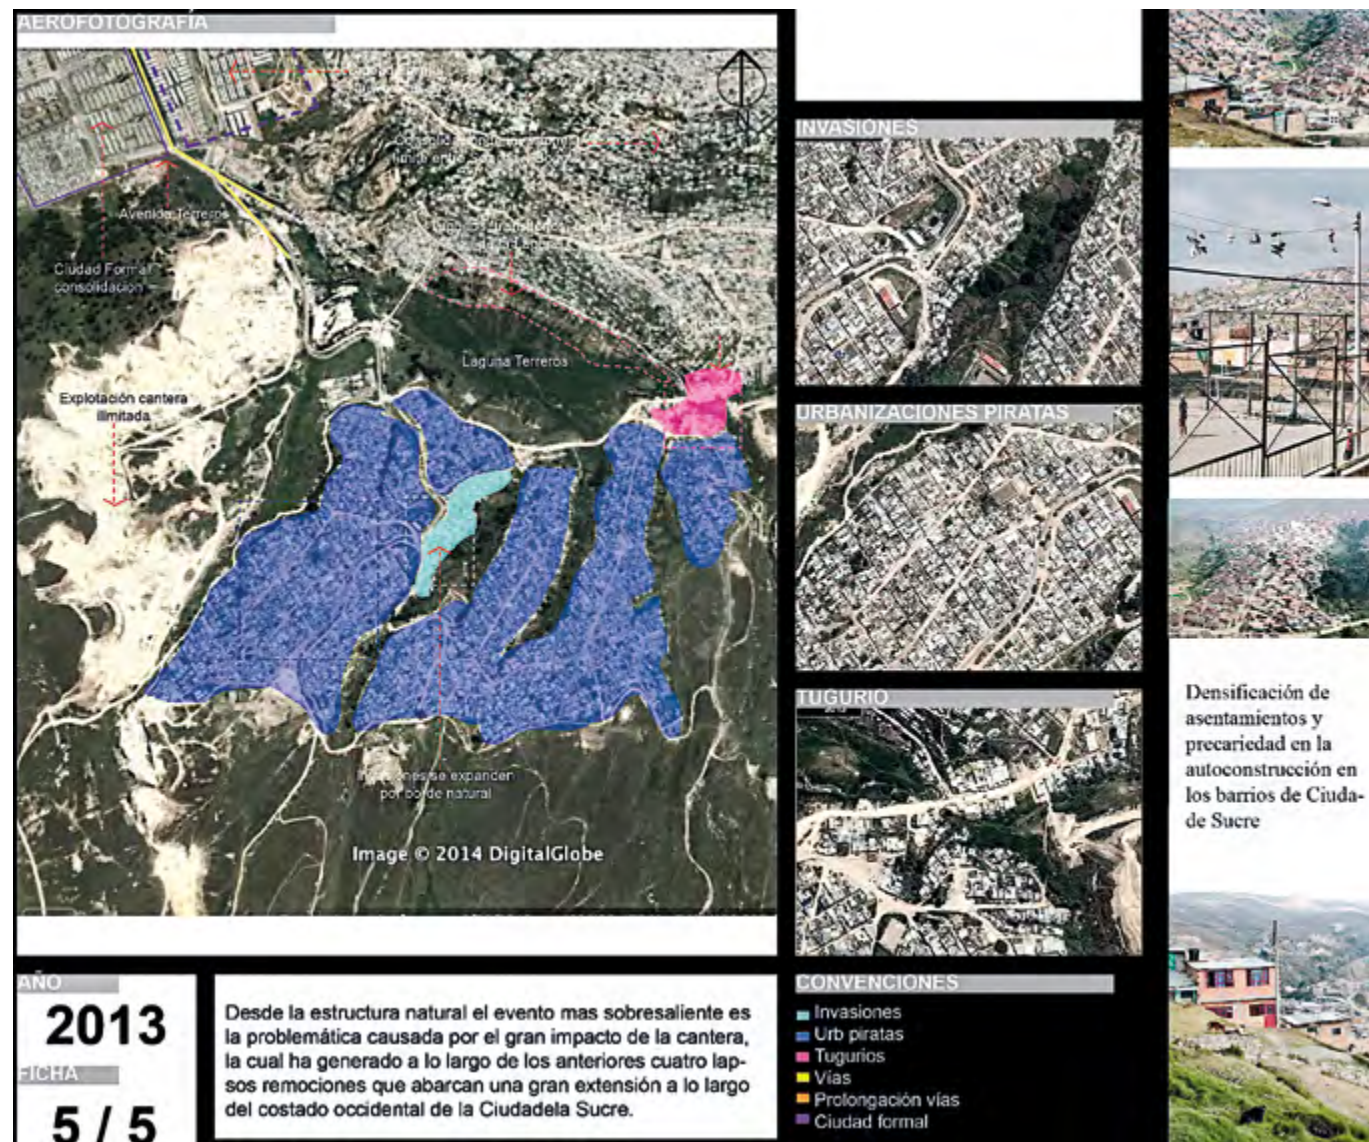 AEROFOTOGRAFÍA
Avenida Terreros
Ciudad Formal
consolidacion
Laguna Terreros
Explotación cantera
ilimitada
Invasiones se expanden
por borde natural
Image © 2014 DigitalGlobe
AÑO
2013
FICHA
5 / 5
Desde la estructura natural el evento mas sobresaliente es
la problemática causada por el gran impacto de la cantera,
la cual ha generado a lo largo de los anteriores cuatro lap-
sos remociones que abarcan una gran extensión a lo largo
del costado occidental de la Ciudadela Sucre.
INVASIONES
URBANIZACIONES PIRATAS
TUGURIO
CONVENCIONES
Invasiones
Urb piratas
Tugurios
Vías
Prolongación vías
Ciudad formal
Densificación de
asentamientos y
precariedad en la
autoconstrucción en
los barrios de Ciuda-
de Sucre